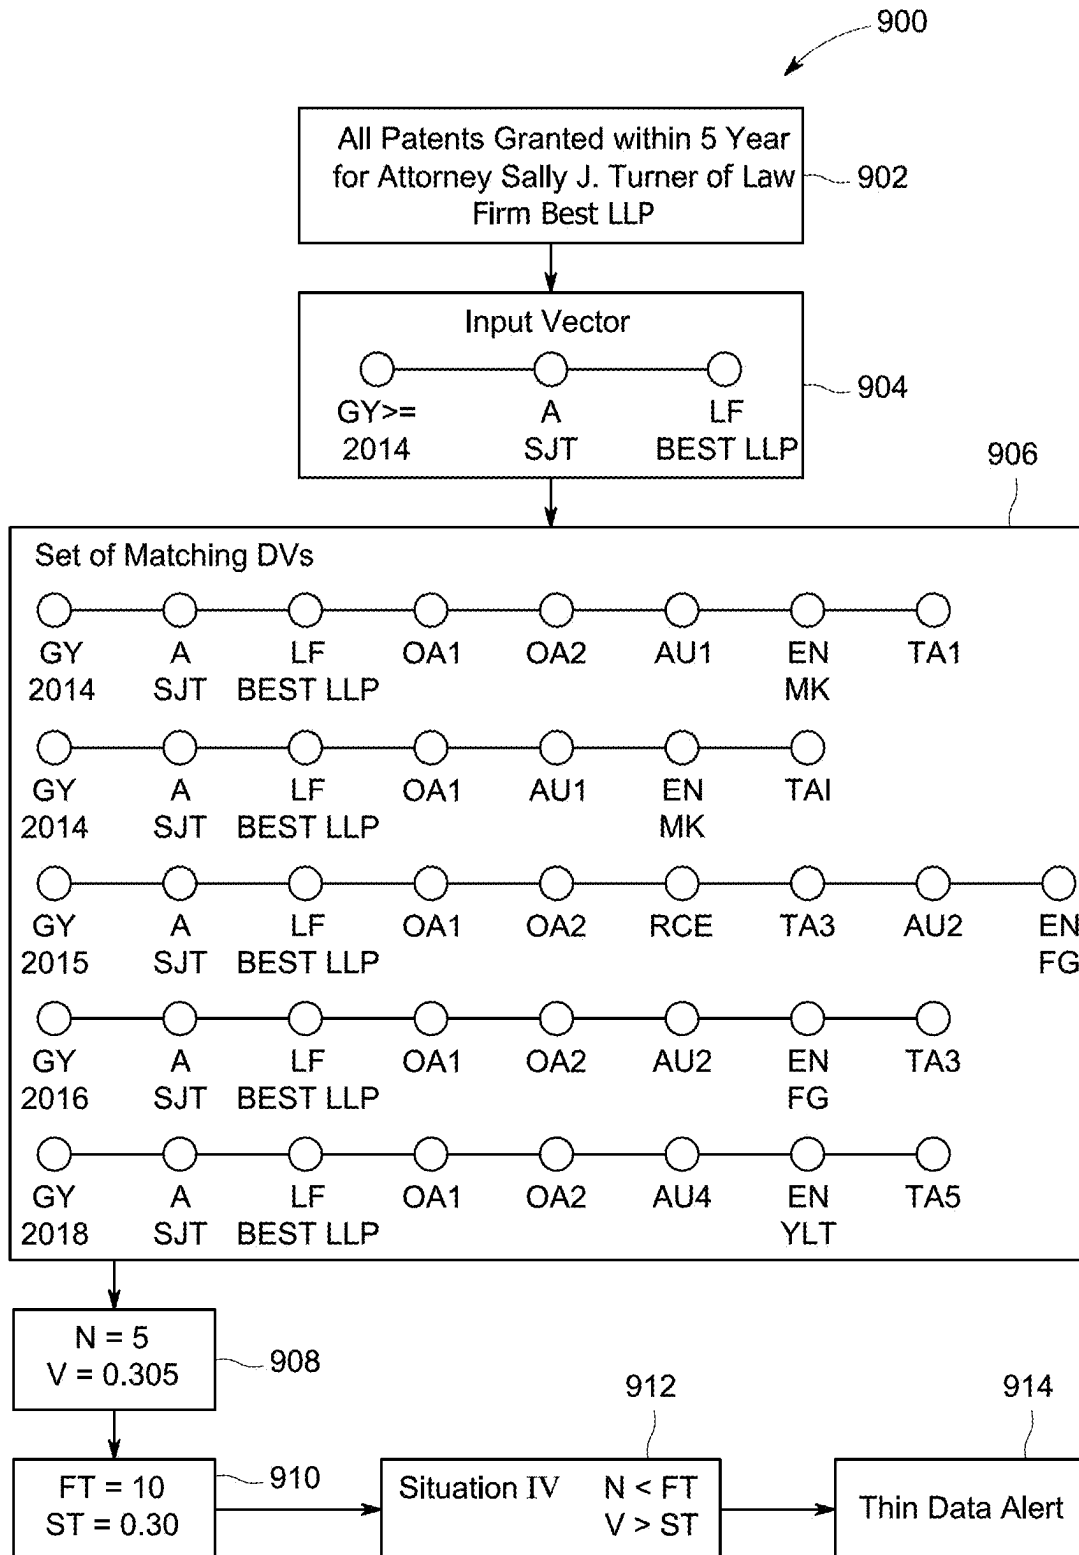 900
All Patents Granted within 5 Year
for Attorney Sally J. Turner of Law
Firm Best LLP
902
Input Vector
GY>= A LF
2014 SJT BEST LLP
904
906
Set of Matching DVs
GY A LF OA1 OA2 AU1 EN TA1
2014 SJT BEST LLP MK
GY A LF OA1 AU1 EN TAI
2014 SJT BEST LLP MK
GY A LF OA1 OA2 RCE TA3 AU2 EN
2015 SJT BEST LLP FG
GY A LF OA1 OA2 AU2 EN TA3
2016 SJT BEST LLP FG
GY A LF OA1 OA2 AU4 EN TA5
2018 SJT BEST LLP YLT
N = 5
V = 0.305
908
FT = 10
ST = 0.30
910
912
Situation IV N < FT
V > ST
914
Thin Data Alert